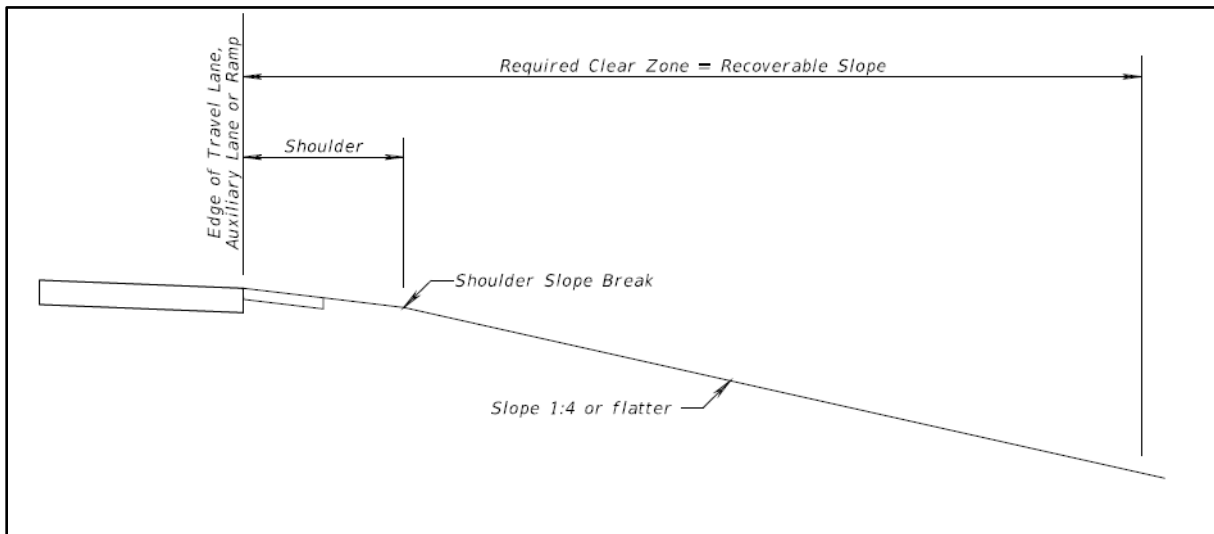 Edge of Travel Lane,
Auxiliary Lane or Ramp
Required Clear Zone = Recoverable Slope
Shoulder
Shoulder Slope Break
Slope 1:4 or flatter